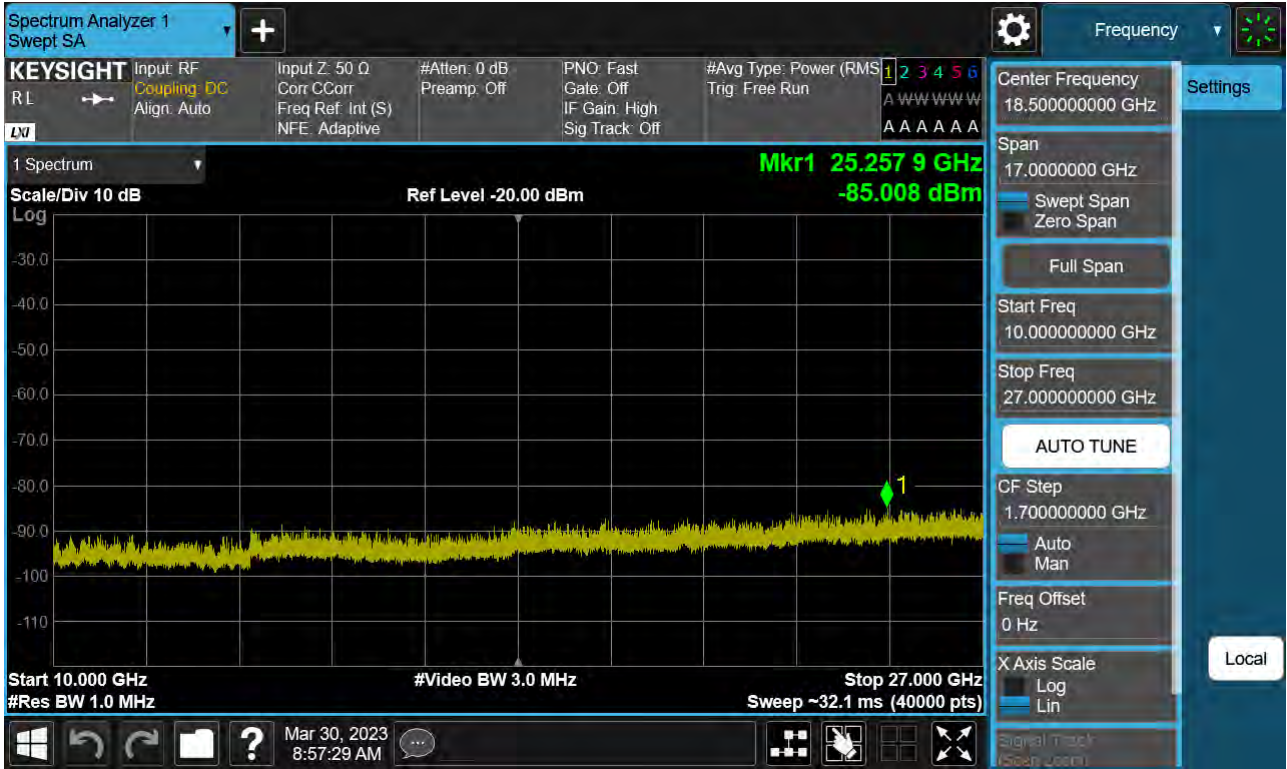 Spectrum Analyzer 1
Swept SA
+
Frequency
KEYSIGHT
RL
LXI
Input: RF
Coupling: DC
Align: Auto
Input Z: 50 Ω
Corr CCorr
Freq Ref: Int (S)
NFE: Adaptive
#Atten: 0 dB
Preamp: Off
PNO: Fast
Gate: Off
IF Gain: High
Sig Track: Off
#Avg Type: Power (RMS
Trig: Free Run
1 2 3 4 5 6
A W W W W W
A A A A A A
1 Spectrum
Mkr1 25.257 9 GHz
Scale/Div 10 dB
Ref Level -20.00 dBm
-85.008 dBm
Log
-30.0
-40.0
-50.0
-60.0
-70.0
-80.0
-90.0
-100
-110
1
Start 10.000 GHz
#Video BW 3.0 MHz
Stop 27.000 GHz
#Res BW 1.0 MHz
Sweep ~32.1 ms (40000 pts)
?
Mar 30, 2023
8:57:29 AM
Center Frequency
18.500000000 GHz
Span
17.0000000 GHz
Swept Span
Zero Span
Full Span
Start Freq
10.000000000 GHz
Stop Freq
27.000000000 GHz
AUTO TUNE
CF Step
1.700000000 GHz
Auto
Man
Freq Offset
0 Hz
X Axis Scale
Log
Lin
Signal Track
(Span Zoom)
Settings
Local